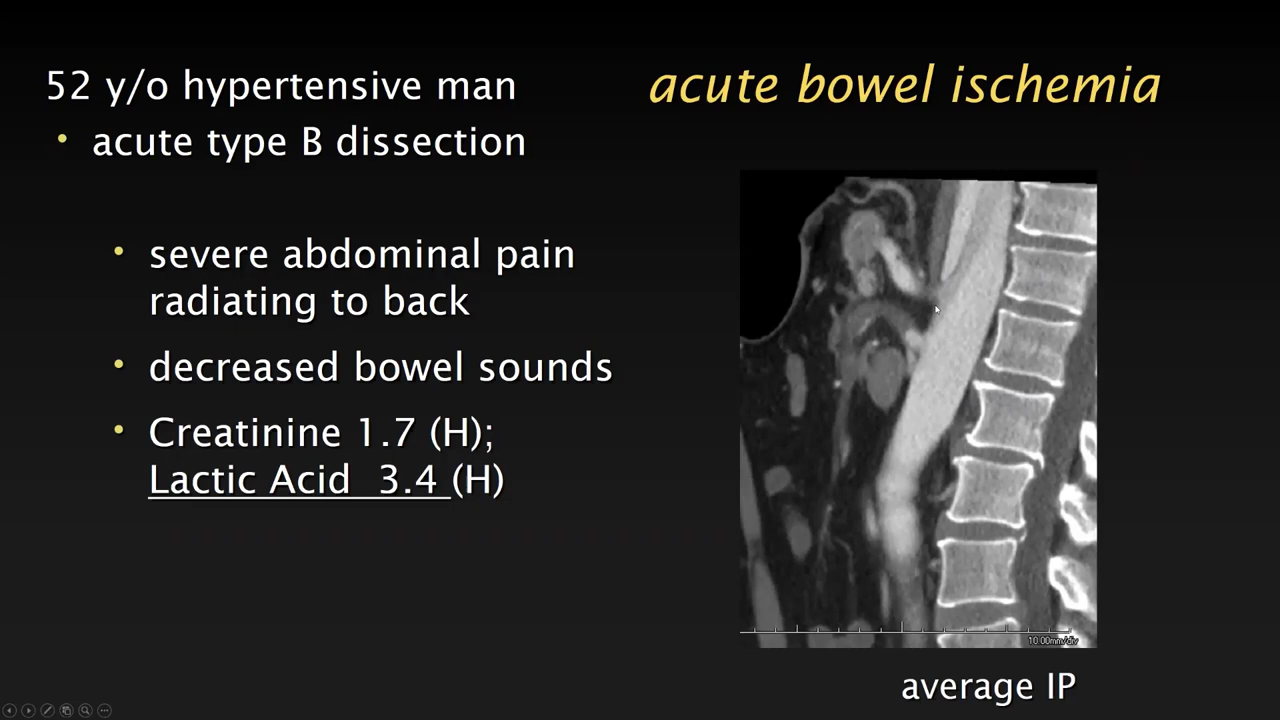 52 y/o hypertensive man
acute bowel ischemia
• acute type B dissection
• severe abdominal pain
radiating to back
• decreased bowel sounds
• Creatinine 1.7 (H);
Lactic Acid 3.4 (H)
10.00mm/div
average IP